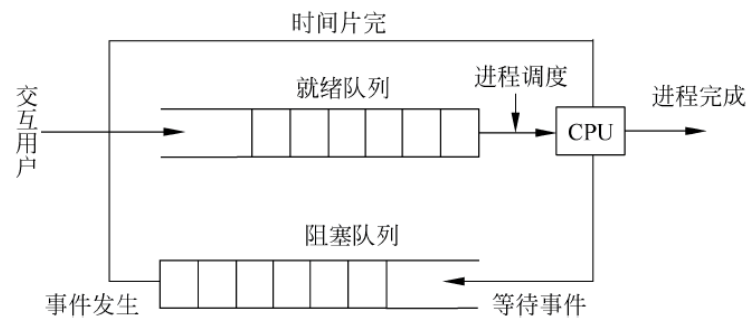 时间片完
交互用户
就绪队列
进程调度
CPU
进程完成
阻塞队列
事件发生
等待事件